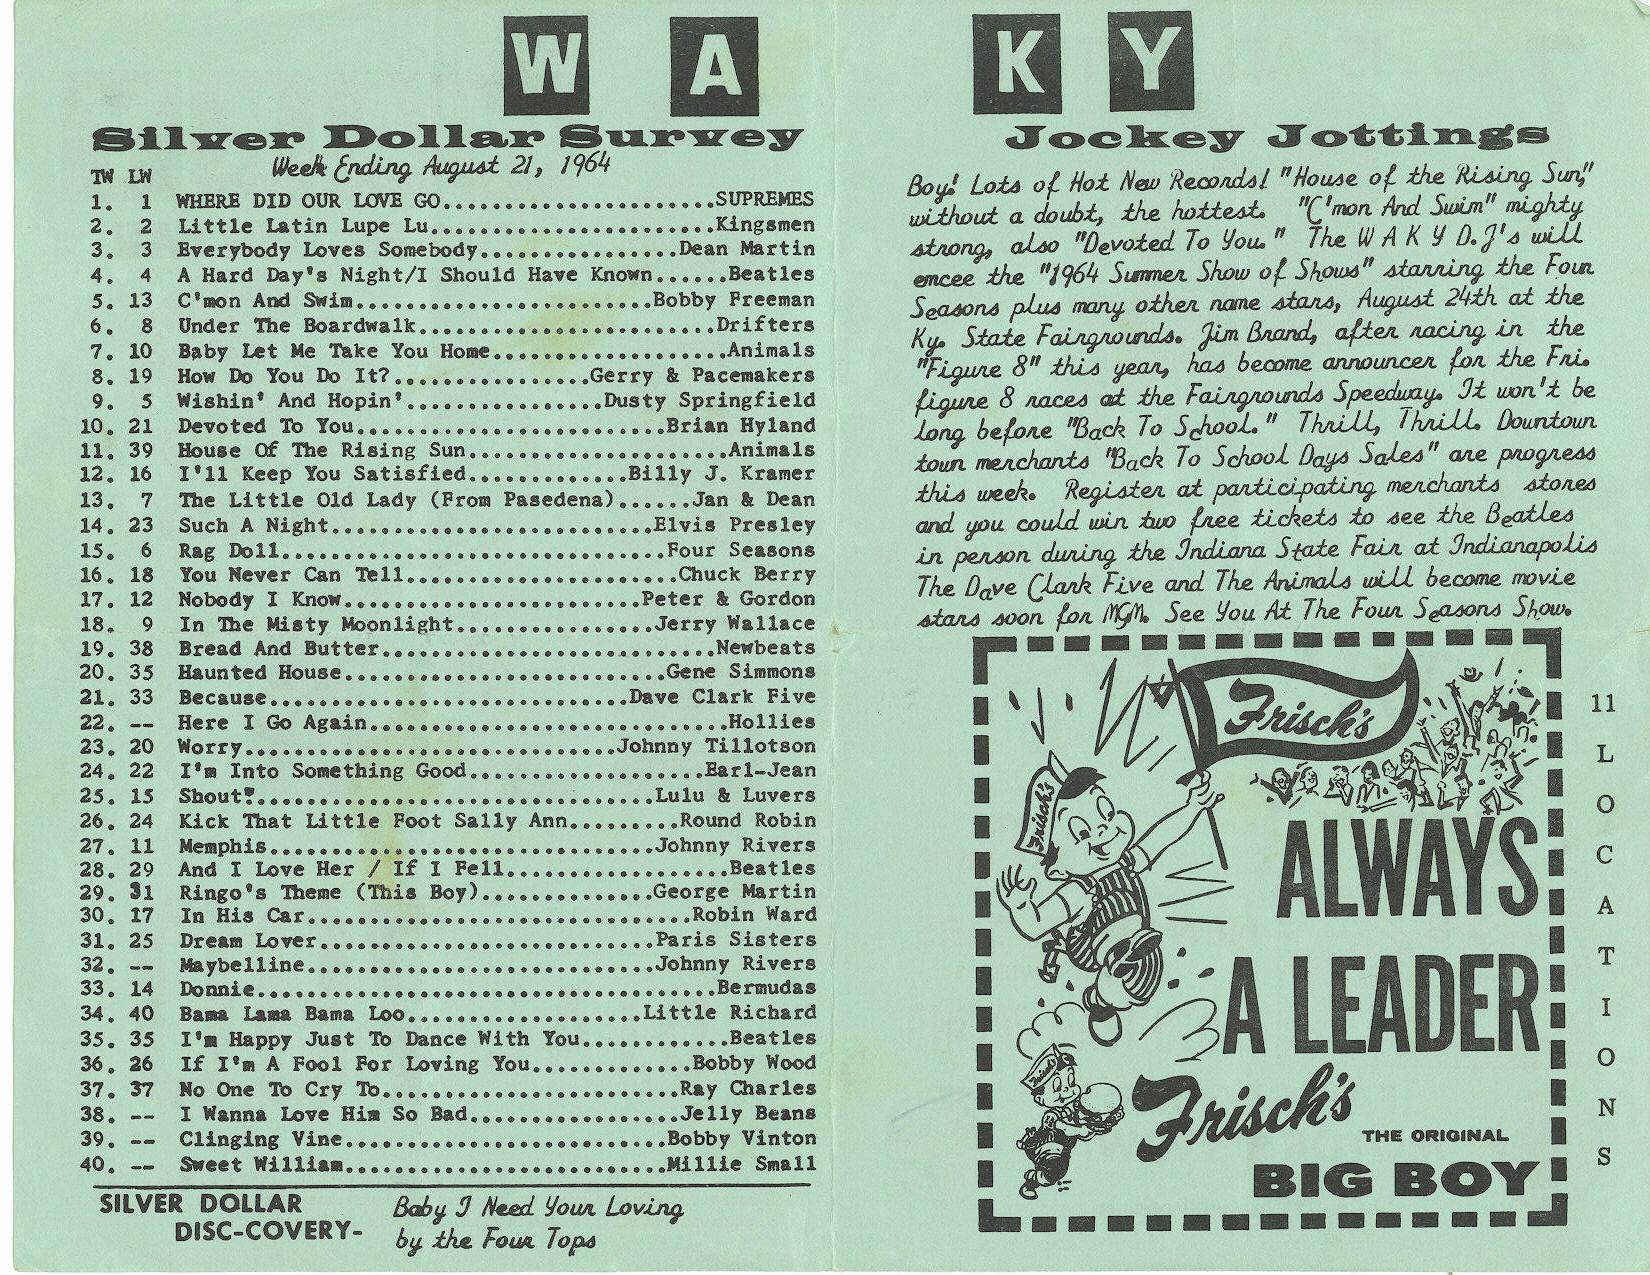 W A K Y
Silver Dollar Survey
Week Ending August 21, 1964
TW LW
1. 1 WHERE DID OUR LOVE GO......................SUPREMES
2. 2 Little Latin Lupe Lu.......................Kingsmen
3. 3 Everybody Loves Somebody................Dean Martin
4. 4 A Hard Day's Night/I Should Have Known......Beatles
5. 13 C'mon And Swim........................Bobby Freeman
6. 8 Under The Boardwalk........................Drifters
7. 10 Baby Let Me Take You Home...................Animals
8. 19 How Do You Do It?................Gerry & Pacemakers
9. 5 Wishin' And Hopin'................Dusty Springfield
10. 21 Devoted To You.........................Brian Hyland
11. 39 House Of The Rising Sun.....................Animals
12. 16 I'll Keep You Satisfied.............Billy J. Kramer
13. 7 The Little Old Lady (From Pasedena)......Jan & Dean
14. 23 Such A Night..........................Elvis Presley
15. 6 Rag Doll...............................Four Seasons
16. 18 You Never Can Tell......................Chuck Berry
17. 12 Nobody I Know........................Peter & Gordon
18. 9 In The Misty Moonlight................Jerry Wallace
19. 38 Bread And Butter...........................Newbeats
20. 35 Haunted House..........................Gene Simmons
21. 33 Because.............................Dave Clark Five
22. -- Here I Go Again.............................Hollies
23. 20 Worry..............................Johnny Tillotson
24. 22 I'm Into Something Good...................Earl-Jean
25. 15 Shout!................................Lulu & Luvers
26. 24 Kick That Little Foot Sally Ann.........Round Robin
27. 11 Memphis...............................Johnny Rivers
28. 29 And I Love Her / If I Fell..................Beatles
29. 31 Ringo's Theme (This Boy)..............George Martin
30. 17 In His Car...............................Robin Ward
31. 25 Dream Lover...........................Paris Sisters
32. -- Maybelline............................Johnny Rivers
33. 14 Donnie.....................................Bermudas
34. 40 Bama Lama Bama Loo...................Little Richard
35. 35 I'm Happy Just To Dance With You............Beatles
36. 26 If I'm A Fool For Loving You.............Bobby Wood
37. 37 No One To Cry To........................Ray Charles
38. -- I Wanna Love Him So Bad.................Jelly Beans
39. -- Clinging Vine..........................Bobby Vinton
40. -- Sweet William..........................Millie Small
SILVER DOLLAR
DISC-COVERY-
Baby I Need Your Loving
by the Four Tops
Jockey Jottings
Boy! Lots of Hot New Records! "House of the Rising Sun,"
without a doubt, the hottest. "C'mon And Swim" mighty
strong, also "Devoted To You." The W A K Y D.J's will
emcee the "1964 Summer Show of Shows" starring the Four
Seasons plus many other name stars, August 24th at the
Ky. State Fairgrounds. Jim Brand, after racing in the
"Figure 8" this year, has become announcer for the Fri.
figure 8 races at the Fairgrounds Speedway. It won't be
long before "Back To School." Thrill, Thrill. Downtown
town merchants "Back To School Days Sales" are progress
this week. Register at participating merchants stores
and you could win two free tickets to see the Beatles
in person during the Indiana State Fair at Indianapolis
The Dave Clark Five and The Animals will become movie
stars soon for MGM. See You At The Four Seasons Show.
Frisch's
Frisch's
ALWAYS
A LEADER
Frisch's
Frisch's
THE ORIGINAL
BIG BOY
11
L
O
C
A
T
I
O
N
S